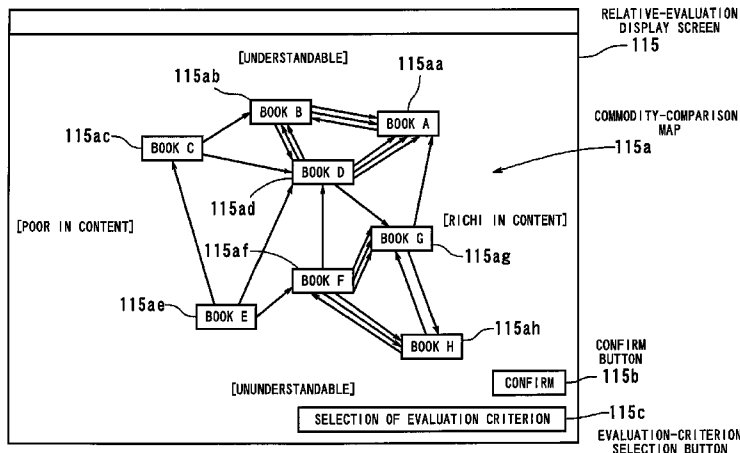 RELATIVE-EVALUATION
DISPLAY SCREEN
115
[UNDERSTANDABLE]
115aa
115ab
BOOK B
BOOK A
COMMODITY-COMPARISON
MAP
115a
115ac
BOOK C
BOOK D
115ad
[POOR IN CONTENT]
[RICHI IN CONTENT]
115af
BOOK G
115ag
BOOK F
115ae
BOOK E
115ah
BOOK H
CONFIRM
BUTTON
115b
[UNUNDERSTANDABLE]
CONFIRM
115c
SELECTION OF EVALUATION CRITERION
EVALUATION-CRITERION
SELECTION BUTTON